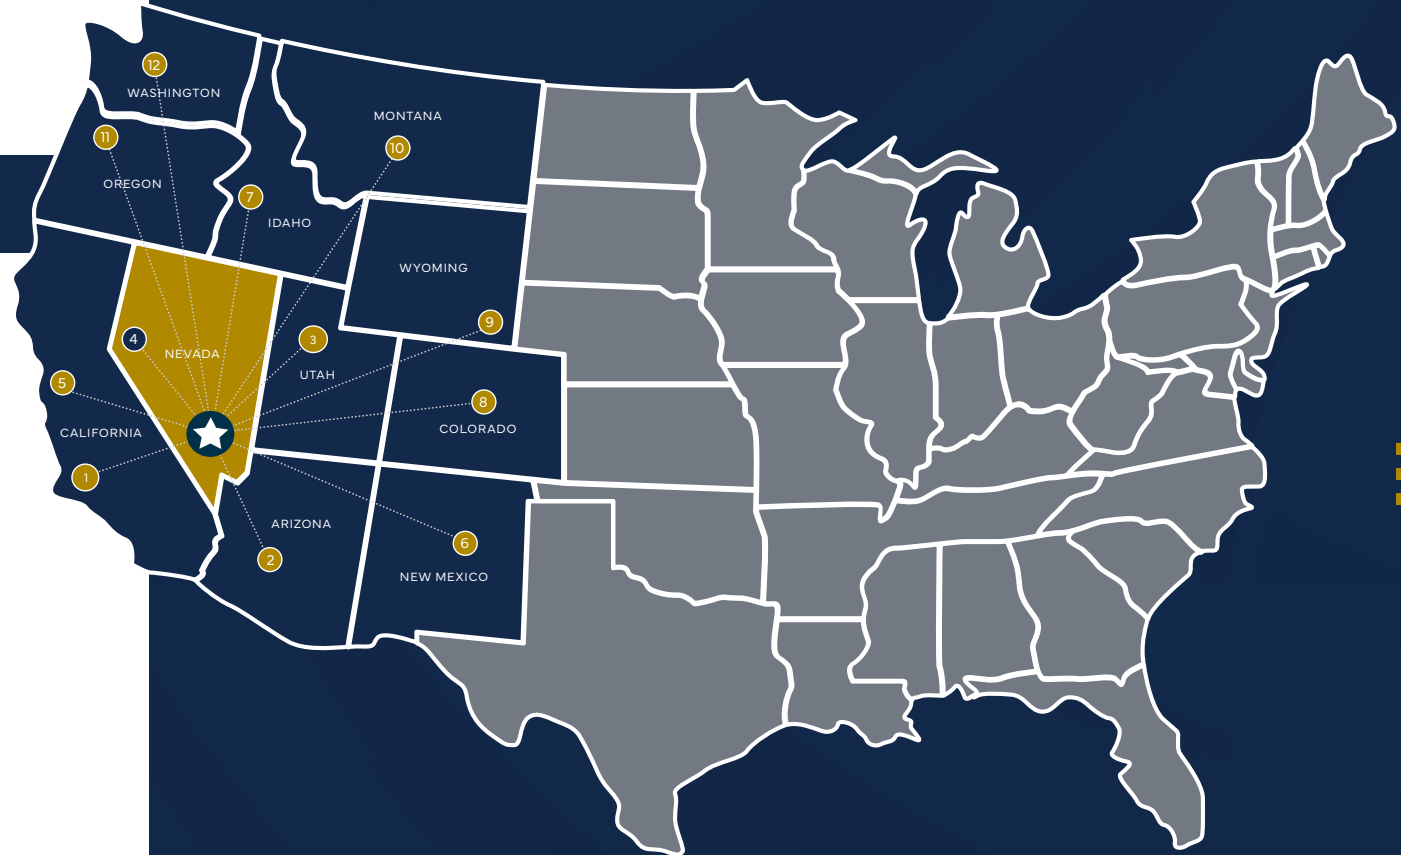 12
WASHINGTON
MONTANA
11
10
OREGON
7
IDAHO
WYOMING
9
4
3
NEVADA
UTAH
5
8
CALIFORNIA
COLORADO
1
ARIZONA
6
2
NEW MEXICO